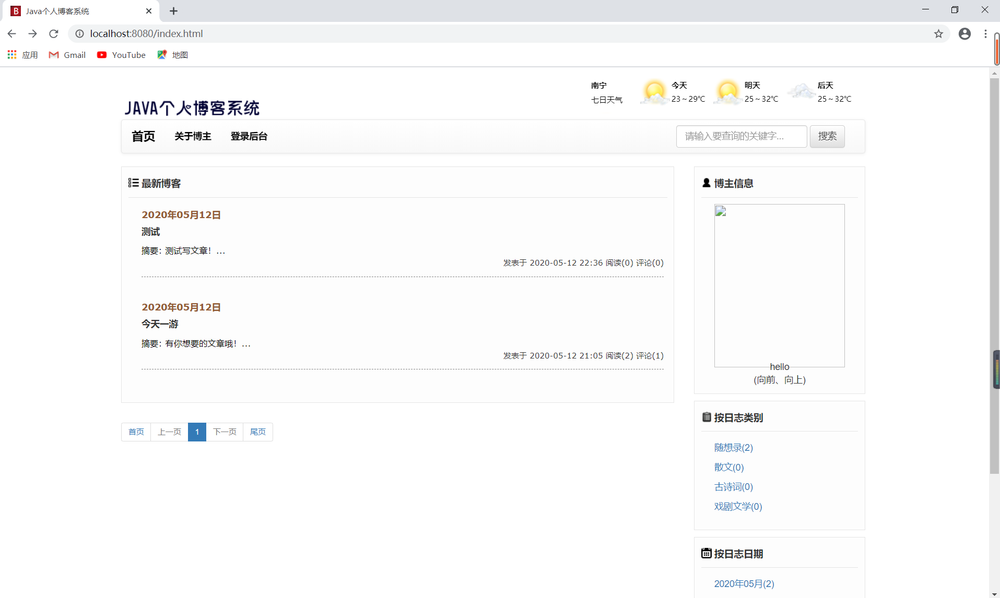 Java个人博客系统
localhost:8080/index.html
应用 Gmail YouTube 地图
南宁 今天 明天 后天
七日天气 23～29℃ 25～32℃ 25～32℃
JAVA个人博客系统
首页 关于博主 登录后台 请输入要查询的关键字... 搜索
最新博客
2020年05月12日
测试
摘要：测试写文章！...
发表于 2020-05-12 22:36 阅读(0) 评论(0)
2020年05月12日
今天一游
摘要：有你想要的文章哦！...
发表于 2020-05-12 21:05 阅读(2) 评论(1)
首页 上一页 1 下一页 尾页
博主信息
hello
(向前、向上)
按日志类别
随想录(2)
散文(0)
古诗词(0)
戏剧文学(0)
按日志日期
2020年05月(2)